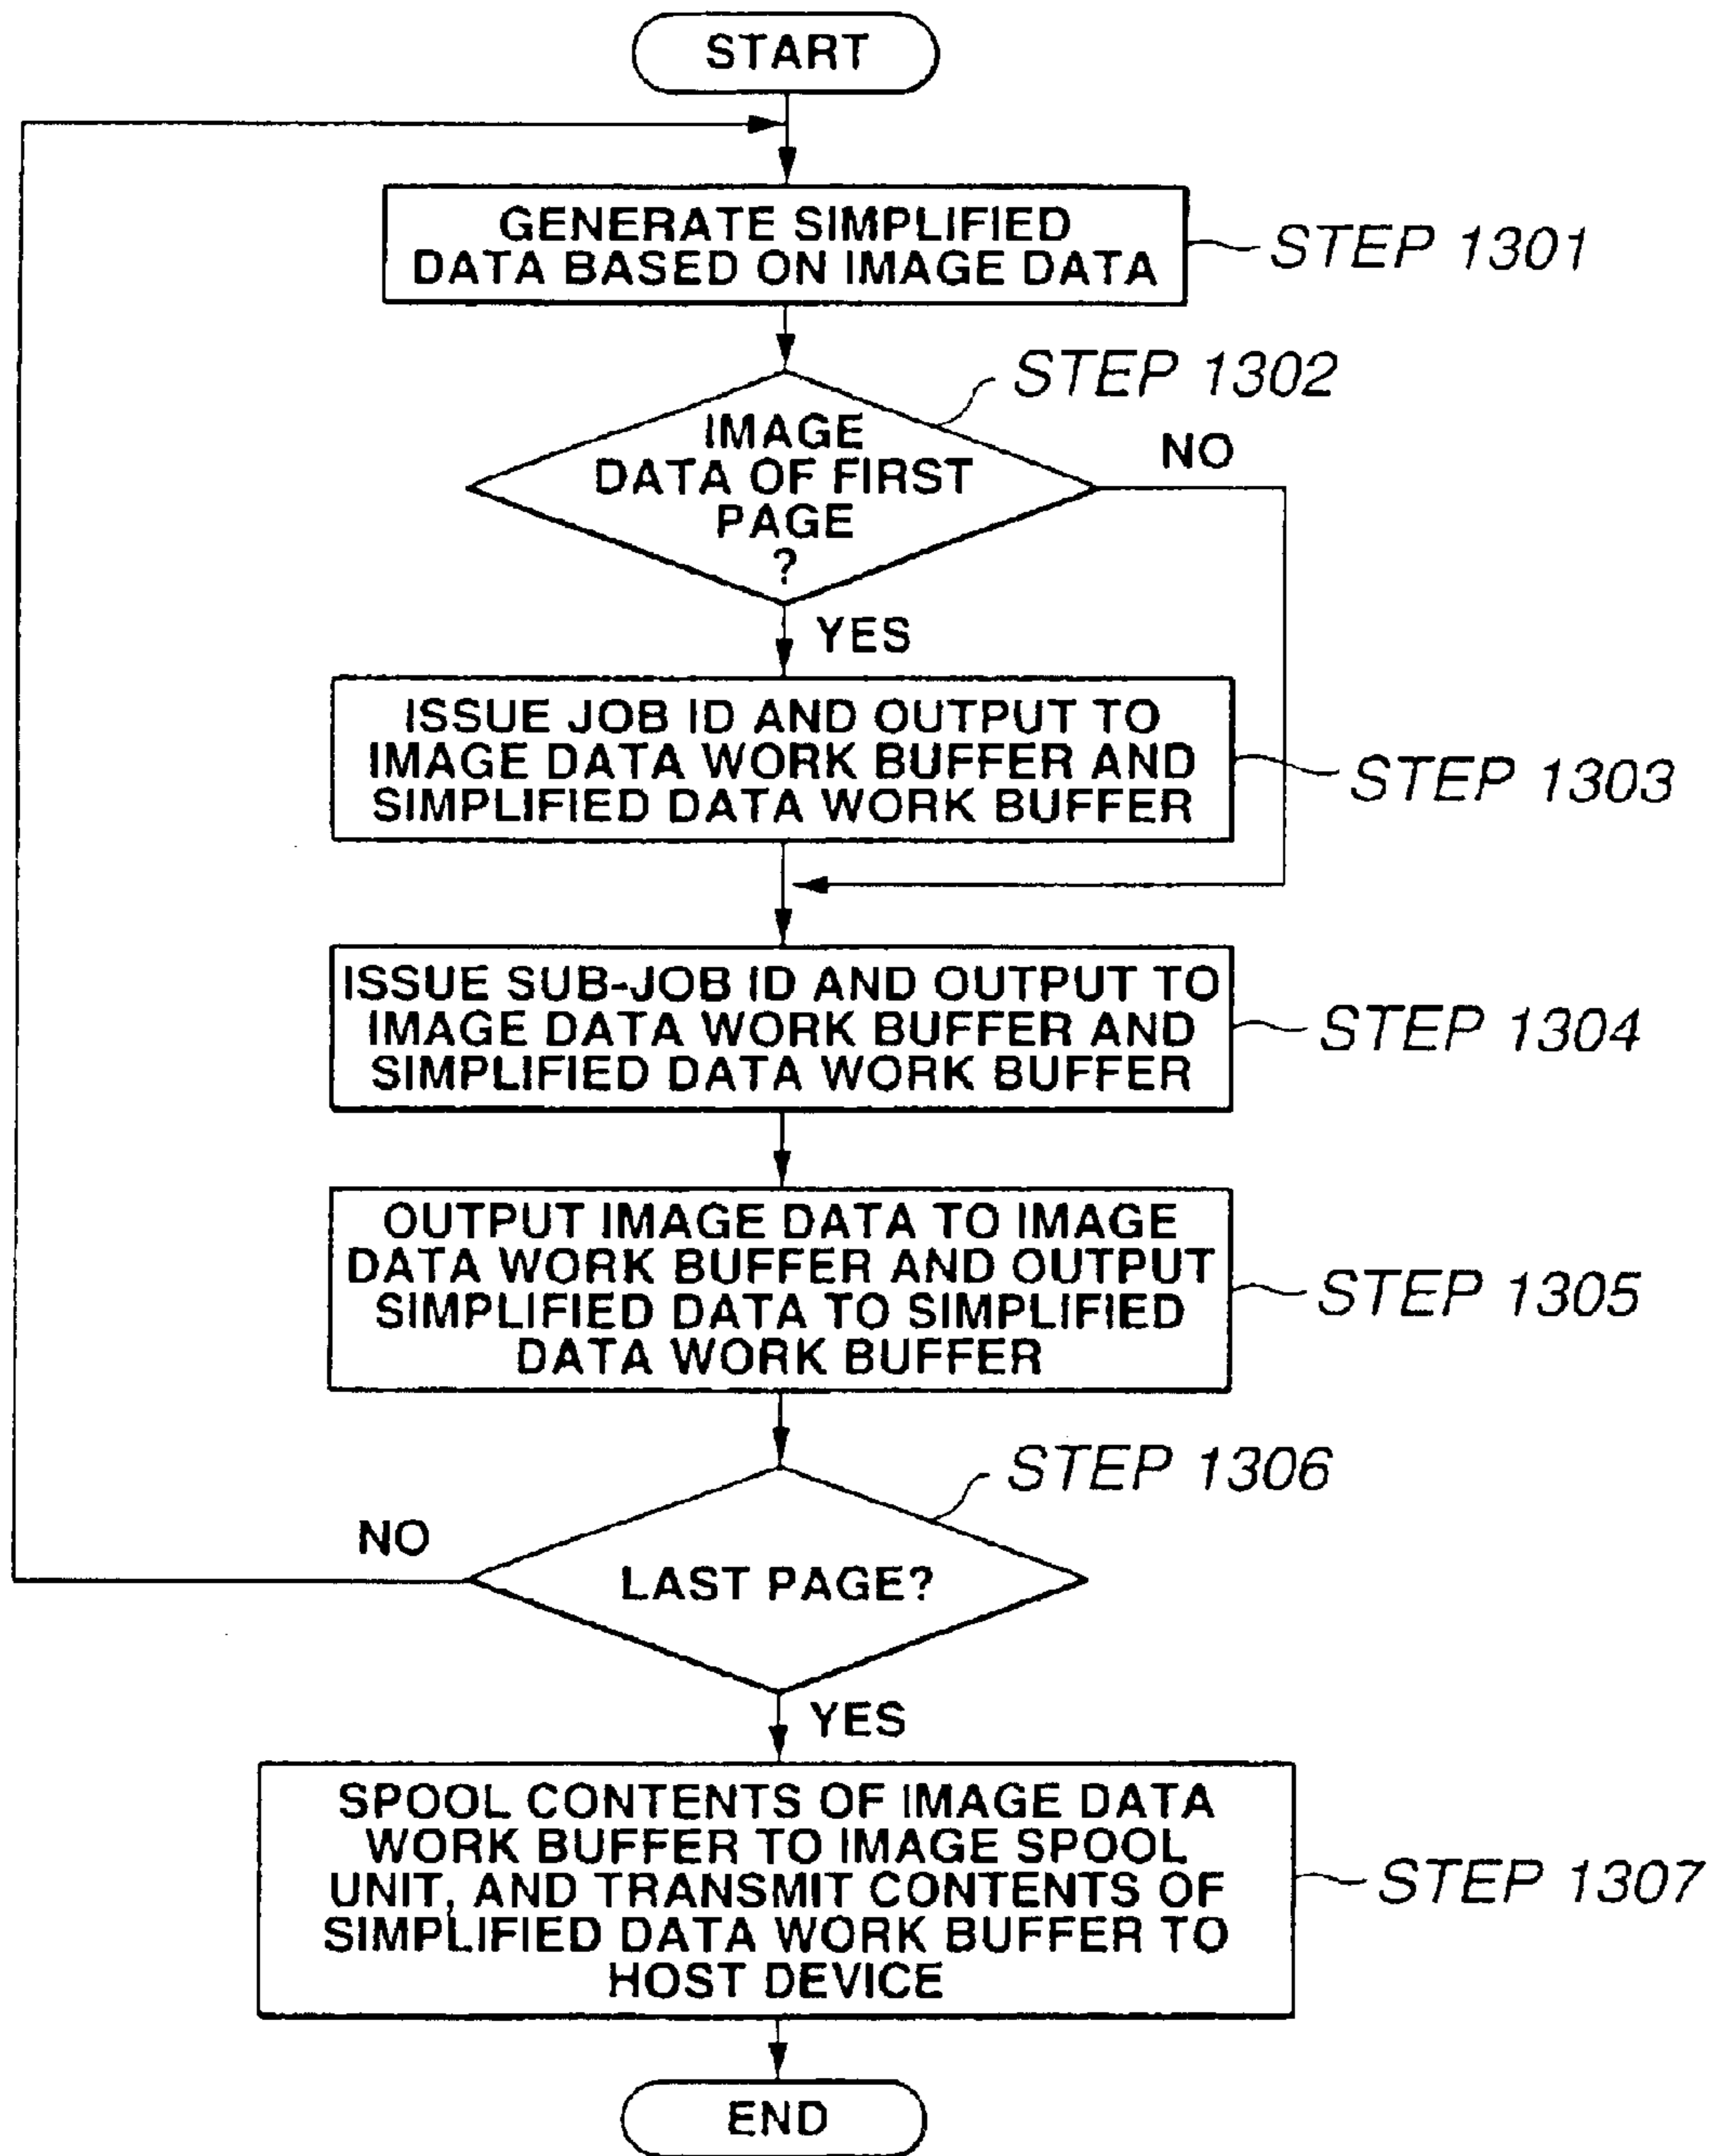 START
GENERATE SIMPLIFIED
DATA BASED ON IMAGE DATA
STEP 1301
STEP 1302
IMAGE
DATA OF FIRST
PAGE
?
NO
YES
ISSUE JOB ID AND OUTPUT TO
IMAGE DATA WORK BUFFER AND
SIMPLIFIED DATA WORK BUFFER
STEP 1303
ISSUE SUB-JOB ID AND OUTPUT TO
IMAGE DATA WORK BUFFER AND
SIMPLIFIED DATA WORK BUFFER
STEP 1304
OUTPUT IMAGE DATA TO IMAGE
DATA WORK BUFFER AND OUTPUT
SIMPLIFIED DATA TO SIMPLIFIED
DATA WORK BUFFER
STEP 1305
STEP 1306
NO
LAST PAGE?
YES
SPOOL CONTENTS OF IMAGE DATA
WORK BUFFER TO IMAGE SPOOL
UNIT, AND TRANSMIT CONTENTS OF
SIMPLIFIED DATA WORK BUFFER TO
HOST DEVICE
STEP 1307
END